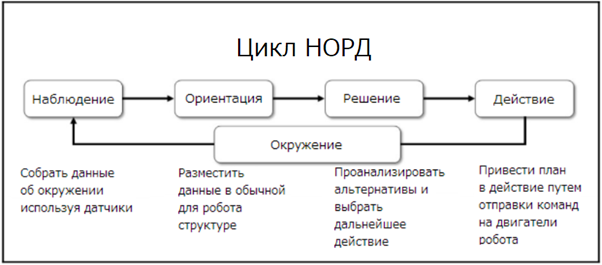 Цикл НОРД
Наблюдение
Ориентация
Решение
Действие
Окружение
Собрать данные
об окружении
используя датчики
Разместить
данные в обычной
для робота
структуре
Проанализировать
альтернативы и
выбрать
дальнейшее
действие
Привести план
в действие путем
отправки команд
на двигатели
робота